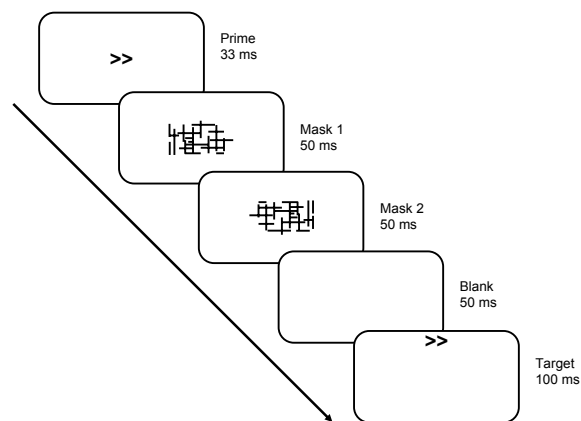 >>
Prime
33 ms
Mask 1
50 ms
Mask 2
50 ms
Blank
50 ms
>>
Target
100 ms